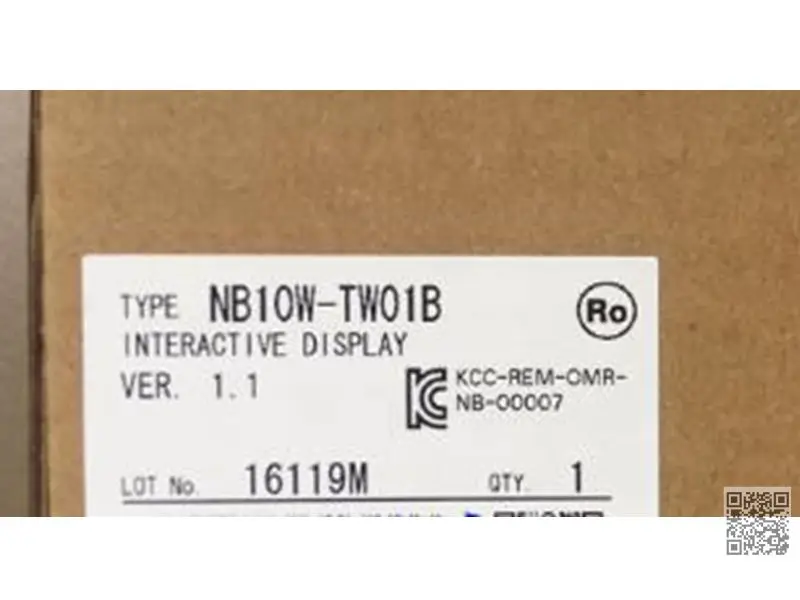 TYPE NB10W-TW01B
Ro
INTERACTIVE DISPLAY
VER. 1.1
KCC-REM-OMR-
NB-00007
LOT No. 16119M QTY. 1